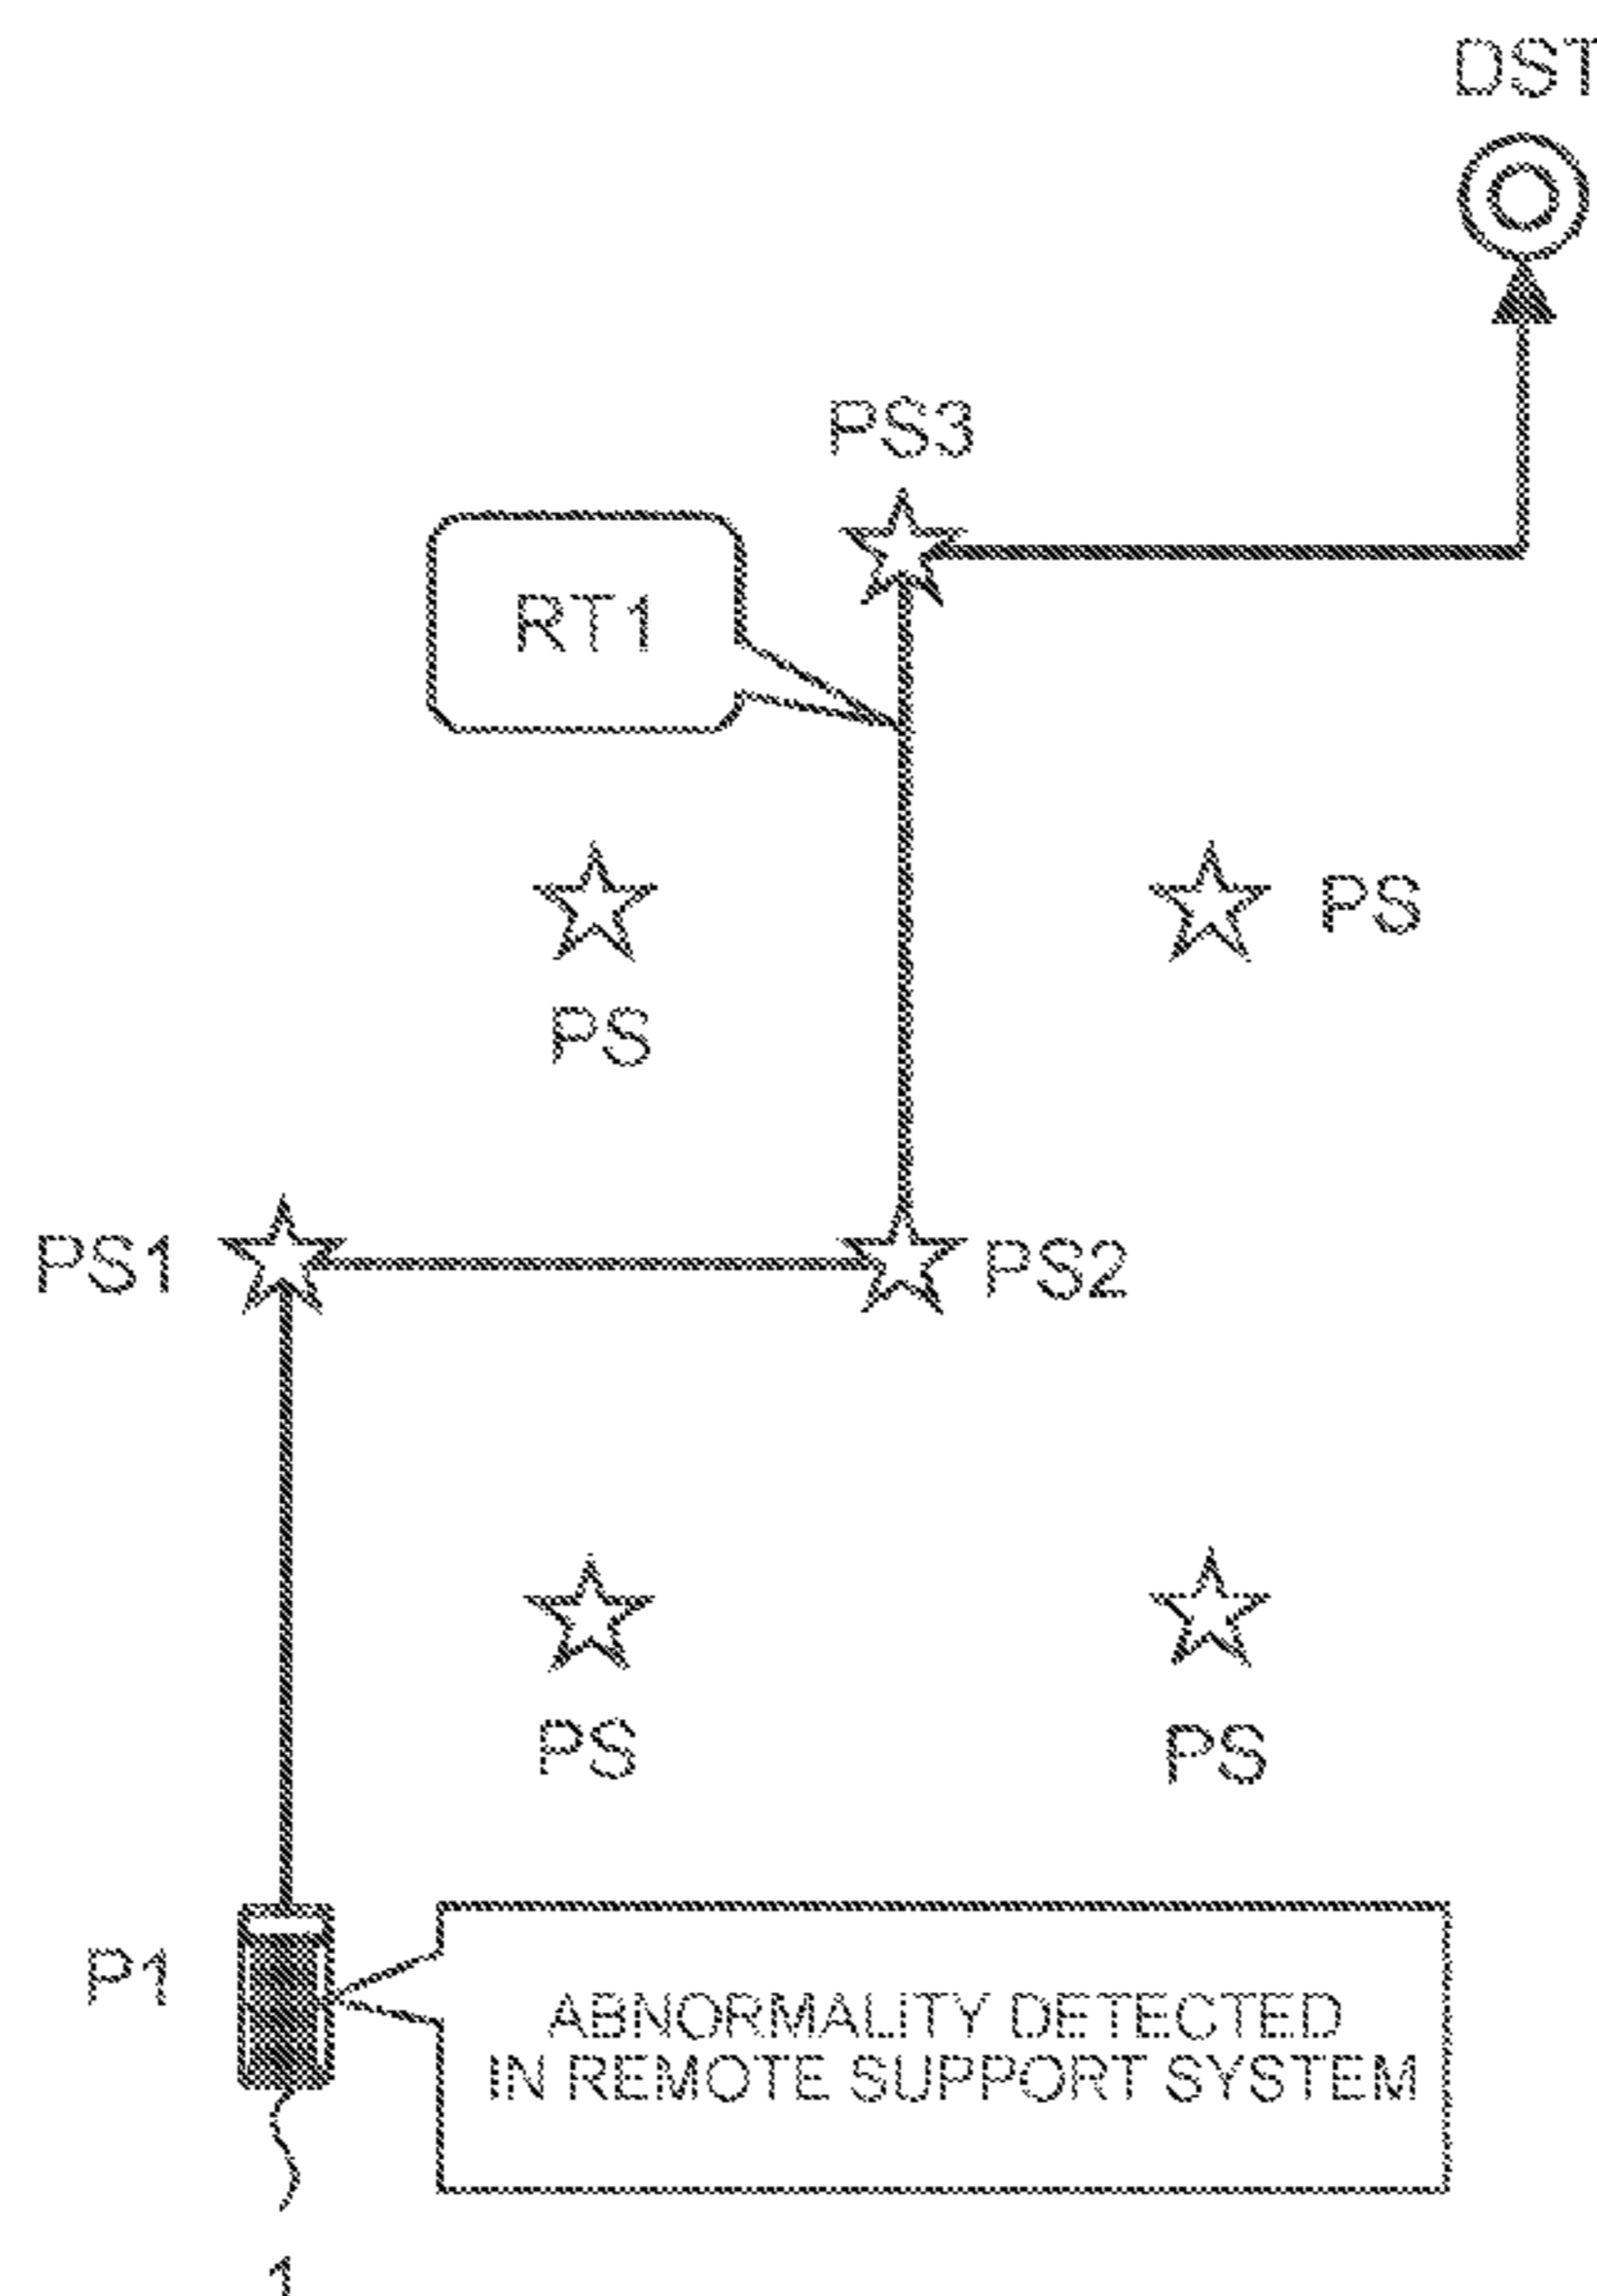 DST
PS3
RT1
PS
PS
PS1
PS2
PS
PS
P1
ABNORMALITY DETECTED
IN REMOTE SUPPORT SYSTEM
1